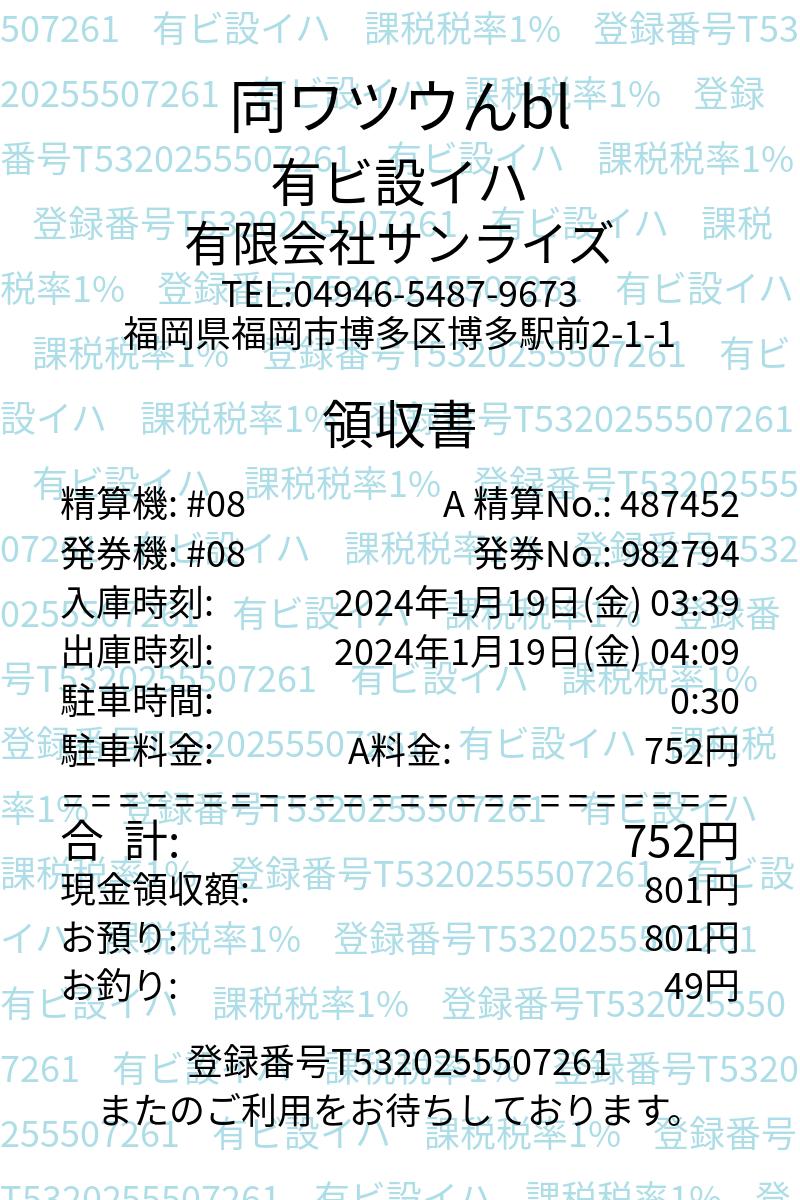 同ワツウんbl
有ビ設イハ
有限会社サンライズ
TEL:04946-5487-9673
福岡県福岡市博多区博多駅前2-1-1
領収書
精算機: #08 A 精算No.: 487452
発券機: #08 発券No.: 982794
入庫時刻: 2024年1月19日(金) 03:39
出庫時刻: 2024年1月19日(金) 04:09
駐車時間: 0:30
駐車料金: A料金: 752円
========================
合 計: 752円
現金領収額: 801円
お預り: 801円
お釣り: 49円
登録番号T5320255507261
またのご利用をお待ちしております。